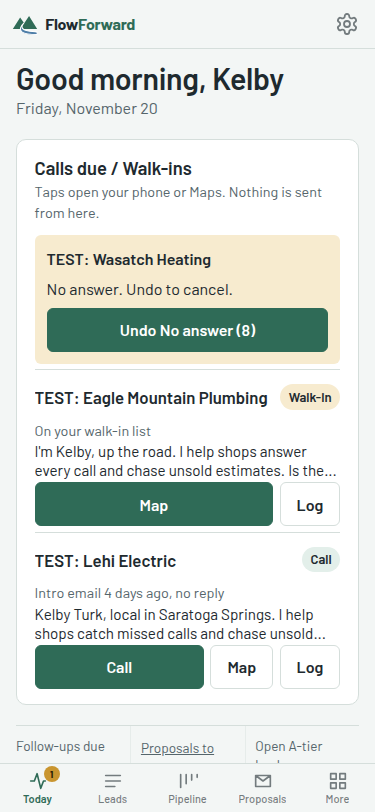 FlowForward
Good morning, Kelby
Friday, November 20
Calls due / Walk-ins
Taps open your phone or Maps. Nothing is sent
from here.
TEST: Wasatch Heating
No answer. Undo to cancel.
Undo No answer (8)
TEST: Eagle Mountain Plumbing
Walk-in
On your walk-in list
I'm Kelby, up the road. I help shops answer
every call and chase unsold estimates. Is the...
Map
Log
TEST: Lehi Electric
Call
Intro email 4 days ago, no reply
Kelby Turk, local in Saratoga Springs. I help
shops catch missed calls and chase unsold...
Call
Map
Log
Follow-ups due
Proposals to
Open A-tier
1
Today
Leads
Pipeline
Proposals
More